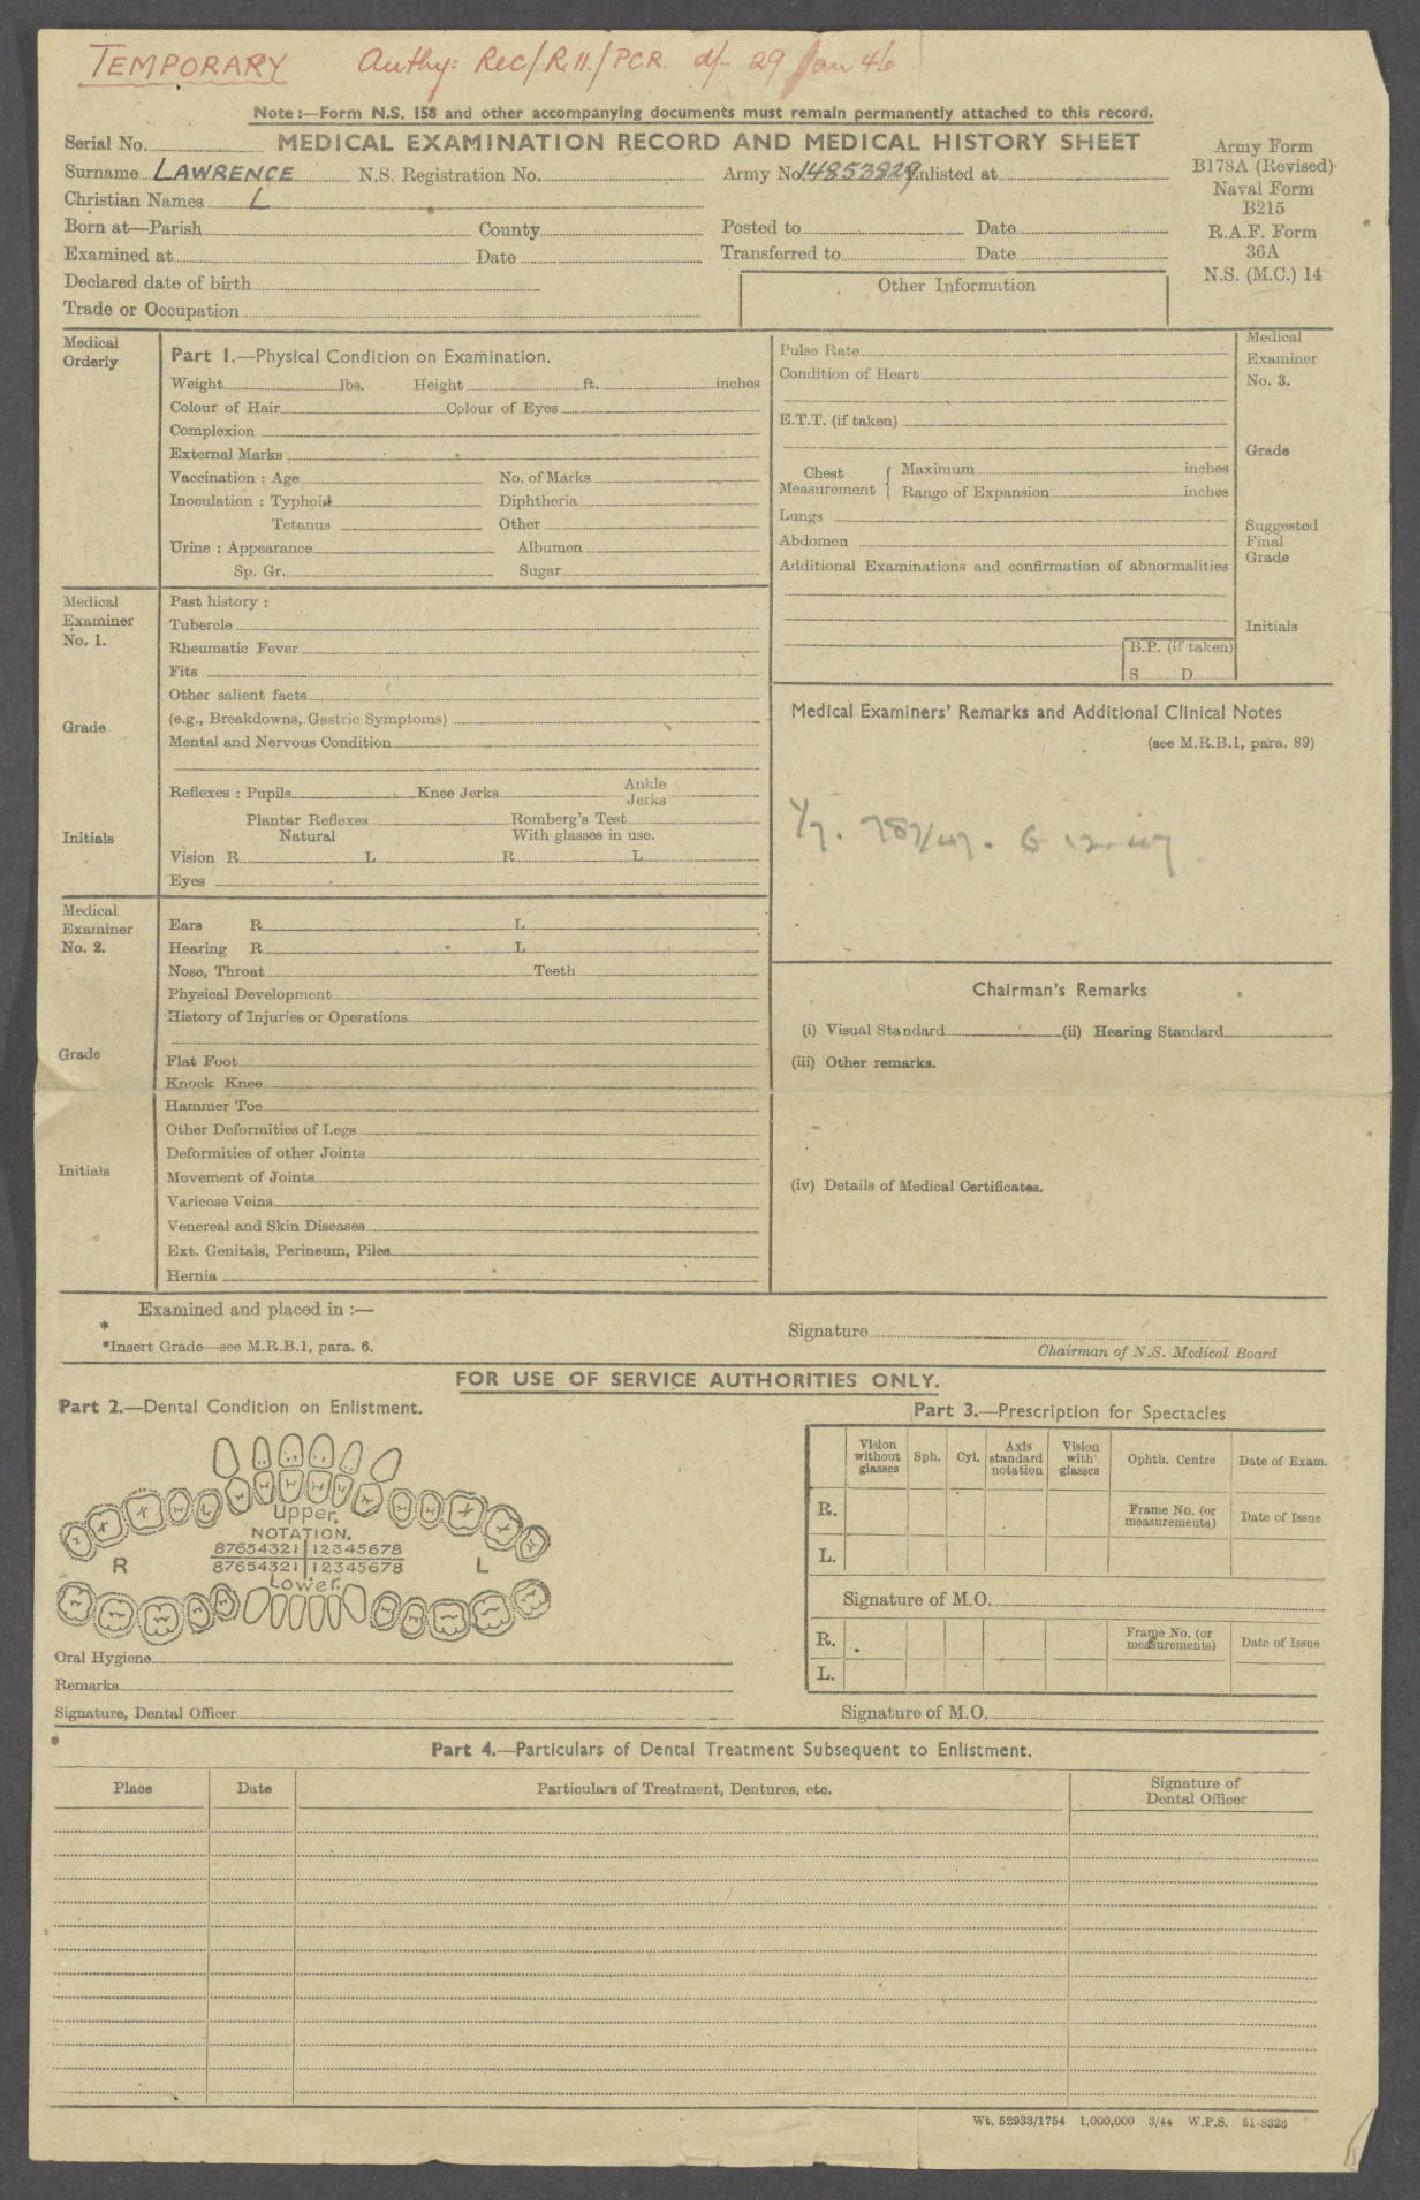 TEMPORARY Authy: Rec/R.11./PCR. d/- 29 Jan 46
Note:—Form N.S. 158 and other accompanying documents must remain permanently attached to this record.
Serial No. MEDICAL EXAMINATION RECORD AND MEDICAL HISTORY SHEET
Army Form
B178A (Revised)
Naval Form
B215
R.A.F. Form
36A
N.S. (M.C.) 14
Surname LAWRENCE N.S. Registration No. Army No. 14853829 Enlisted at
Christian Names L
Born at—Parish County Posted to Date
Examined at Date Transferred to Date
Declared date of birth
Other Information
Trade or Occupation
Medical
Orderly
Part 1.—Physical Condition on Examination.
Weight lbs. Height ft. inches
Colour of Hair Colour of Eyes
Complexion
External Marks
Vaccination : Age No. of Marks
Inoculation : Typhoid Diphtheria
Tetanus Other
Urine : Appearance Albumen
Sp. Gr. Sugar
Medical
Examiner
No. 1.
Grade
Initials
Past history :
Tubercle
Rheumatic Fever
Fits
Other salient facts
(e.g., Breakdowns, Gastric Symptoms)
Mental and Nervous Condition
Reflexes : Pupils Knee Jerks Ankle
Jerks
Plantar Reflexes Romberg's Test
Natural With glasses in use.
Vision R L R L
Eyes
Medical
Examiner
No. 2.
Grade
Initials
Ears R L
Hearing R L
Nose, Throat Teeth
Physical Development
History of Injuries or Operations
Flat Foot
Knock Knee
Hammer Toe
Other Deformities of Legs
Deformities of other Joints
Movement of Joints
Varicose Veins
Venereal and Skin Diseases
Ext. Genitals, Perineum, Piles
Hernia
Pulse Rate
Condition of Heart
E.T.T. (if taken)
Chest
Measurement
Maximum inches
Range of Expansion inches
Lungs
Abdomen
Additional Examinations and confirmation of abnormalities
B.P. (if taken)
S D
Medical
Examiner
No. 3.
Grade
Suggested
Final
Grade
Initials
Medical Examiners' Remarks and Additional Clinical Notes
(see M.R.B.1, para. 89)
Chairman's Remarks
(i) Visual Standard (ii) Hearing Standard
(iii) Other remarks.
(iv) Details of Medical Certificates.
Examined and placed in :—
*
*Insert Grade—see M.R.B.1, para. 6.
Signature
Chairman of N.S. Medical Board
FOR USE OF SERVICE AUTHORITIES ONLY.
Part 2.—Dental Condition on Enlistment.
Upper.
NOTATION.
87654321 12345678
R L
87654321 12345678
Lower.
Oral Hygiene
Remarks
Signature, Dental Officer
Part 3.—Prescription for Spectacles
Vision
without
glasses
Sph.
Cyl.
Axis
standard
notation
Vision
with
glasses
Ophth. Centre
Date of Exam.
R.
Frame No. (or
measurements)
Date of Issue
L.
Signature of M.O.
R.
Frame No. (or
measurements)
Date of Issue
L.
Signature of M.O.
Part 4.—Particulars of Dental Treatment Subsequent to Enlistment.
Place Date Particulars of Treatment, Dentures, etc. Signature of
Dental Officer
Wt. 52933/1754 1,000,000 3/44 W.P.S. 51-8326